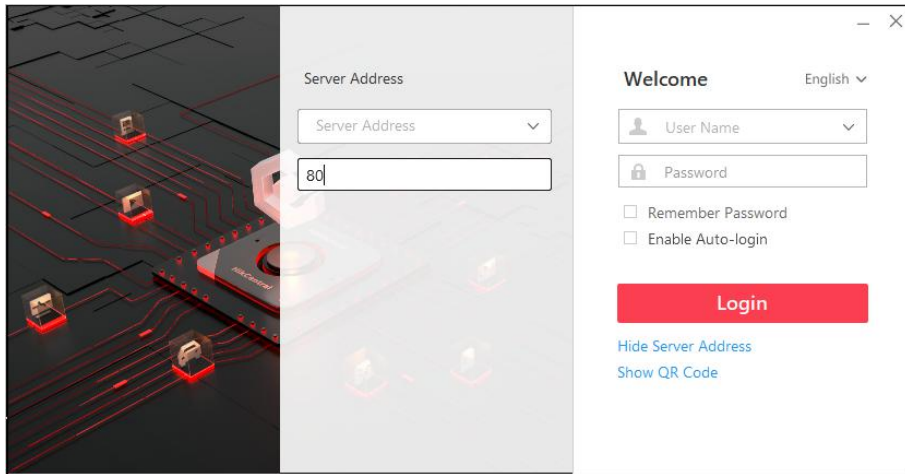 Server Address
Server Address
80
HikCentral
Welcome
English
User Name
Password
Remember Password
Enable Auto-login
Login
Hide Server Address
Show QR Code